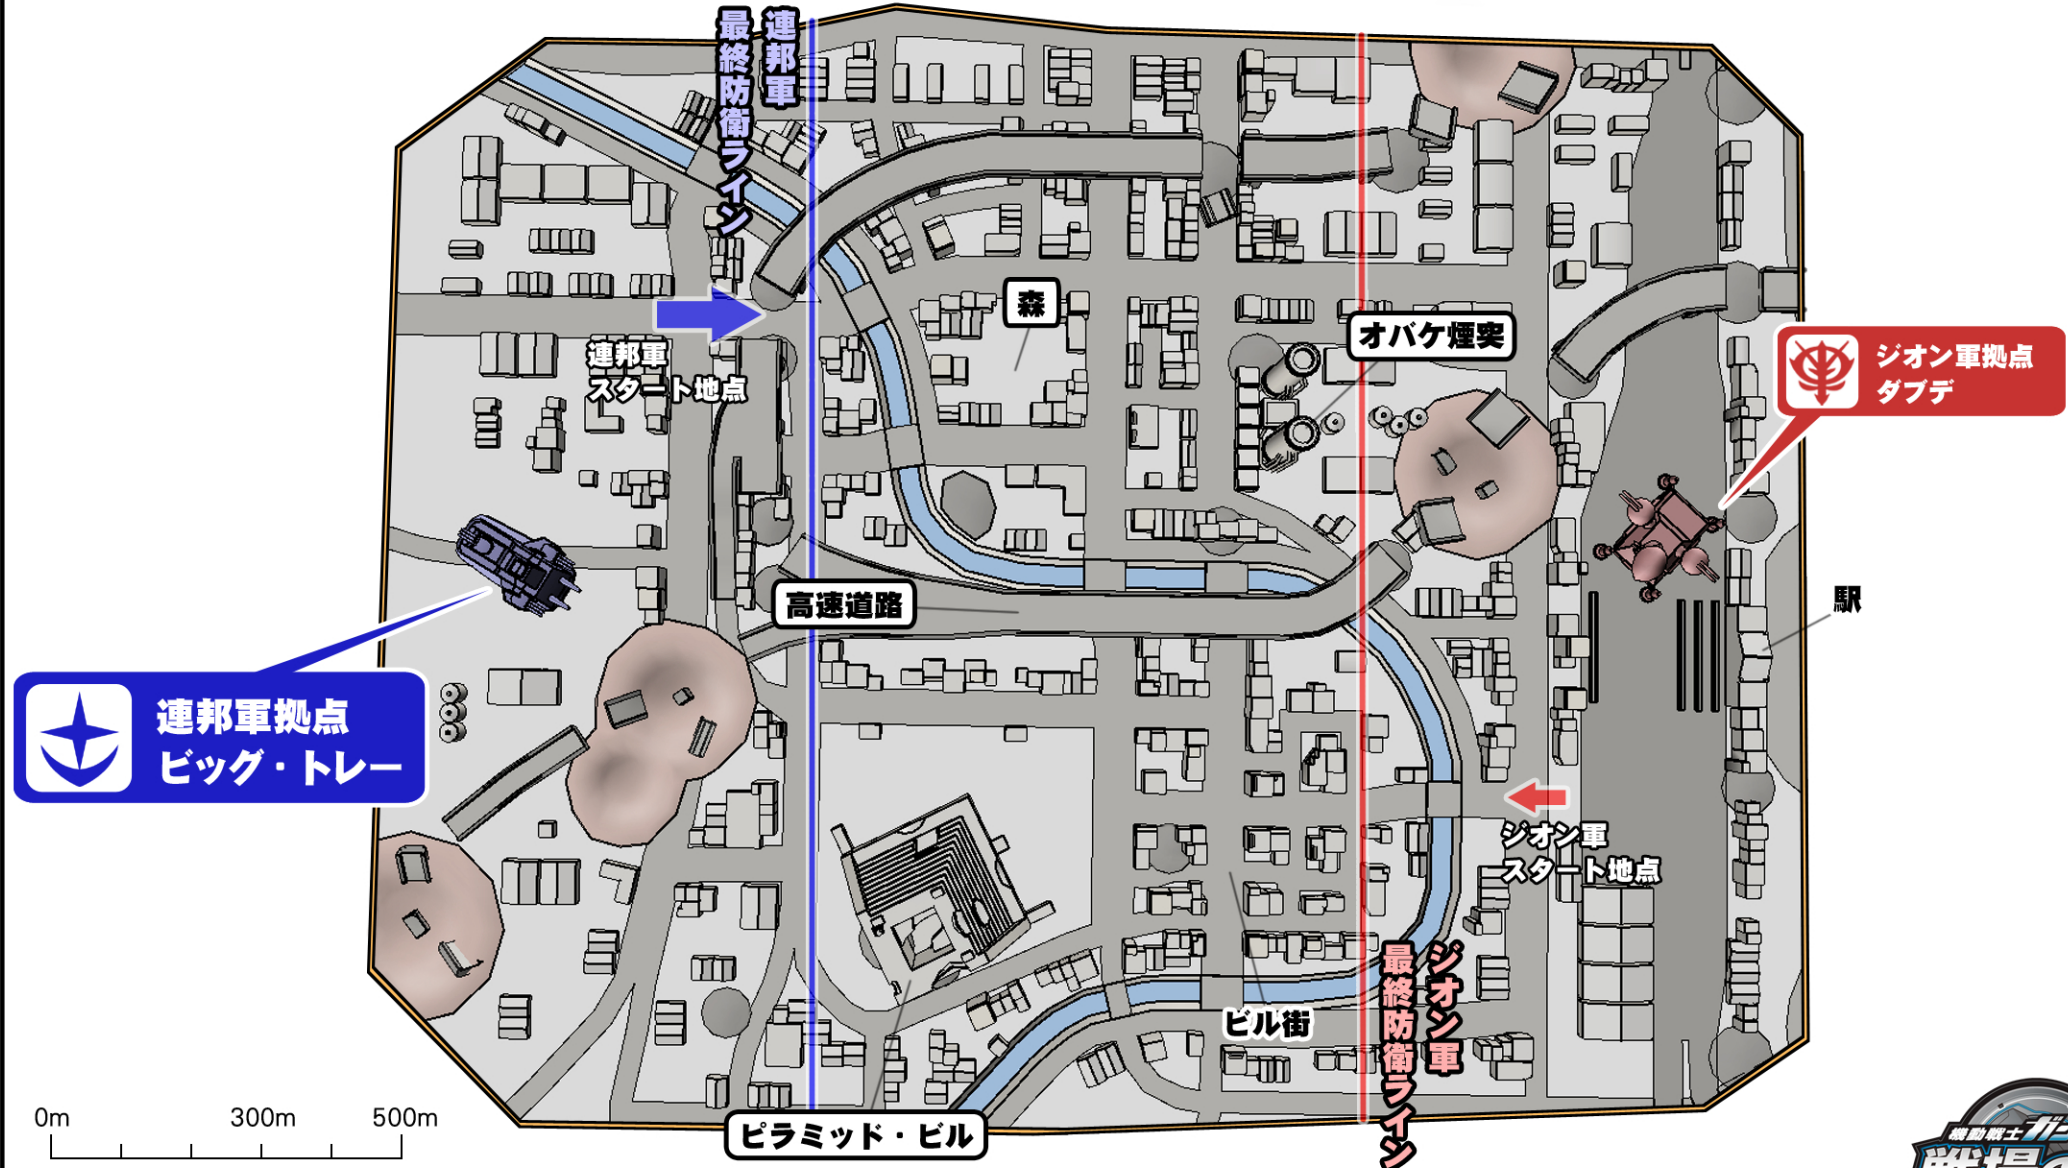 連邦軍
最終防衛ライン
森
オバケ煙突
連邦軍
スタート地点
ジオン軍拠点
ダブデ
高速道路
駅
連邦軍拠点
ビッグ・トレー
ジオン軍
スタート地点
ジオン軍
最終防衛ライン
ビル街
ピラミッド・ビル
0m 300m 500m
機動戦士